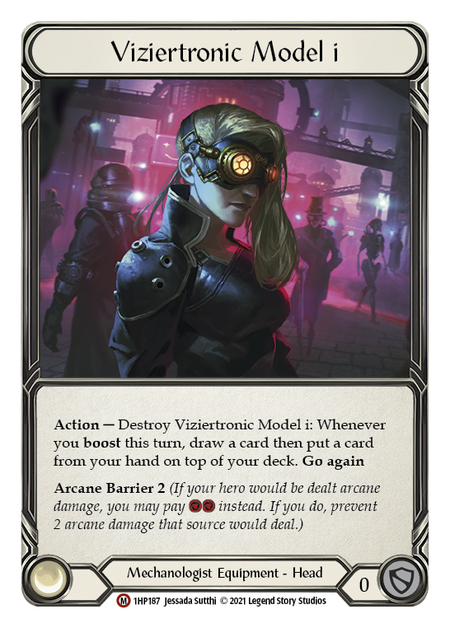 Viziertronic Model i
Action — Destroy Viziertronic Model i: Whenever
you boost this turn, draw a card then put a card
from your hand on top of your deck. Go again
Arcane Barrier 2 (If your hero would be dealt arcane
damage, you may pay instead. If you do, prevent
2 arcane damage that source would deal.)
Mechanologist Equipment - Head
0
M 1HP187 Jessada Sutthi © 2021 Legend Story Studios